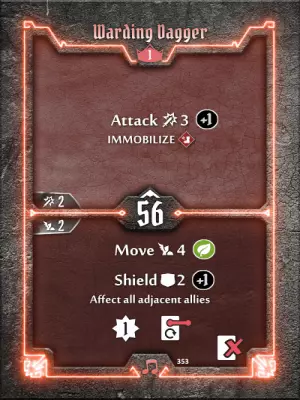 Warding Dagger
1
Attack 3 +1
IMMOBILIZE
2
56
2
Move 4
Shield 2 +1
Affect all adjacent allies
1
353